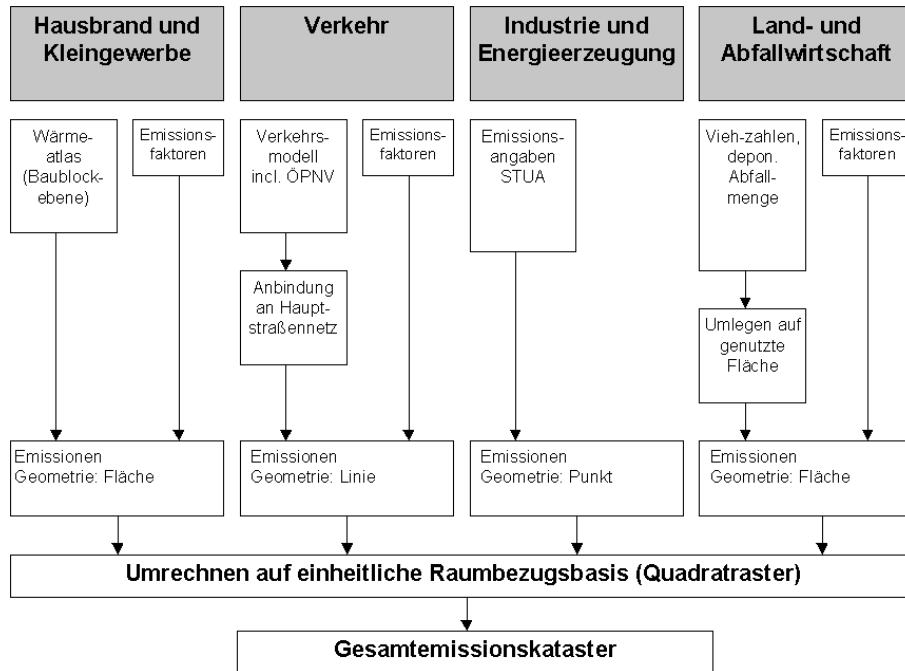 Hausbrand und
Kleingewerbe
Verkehr
Industrie und
Energieerzeugung
Land- und
Abfallwirtschaft
Wärme-
atlas
(Baublock-
ebene)
Emissions-
faktoren
Verkehrs-
modell
incl. ÖPNV
Emissions-
faktoren
Emissions-
angaben
STUA
Vieh-zahlen,
depon.
Abfall-
menge
Emissions-
faktoren
Anbindung
an Haupt-
straßennetz
Umlegen auf
genutzte
Fläche
Emissionen
Geometrie: Fläche
Emissionen
Geometrie: Linie
Emissionen
Geometrie: Punkt
Emissionen
Geometrie: Fläche
Umrechnen auf einheitliche Raumbezugsbasis (Quadratraster)
Gesamtemissionskataster